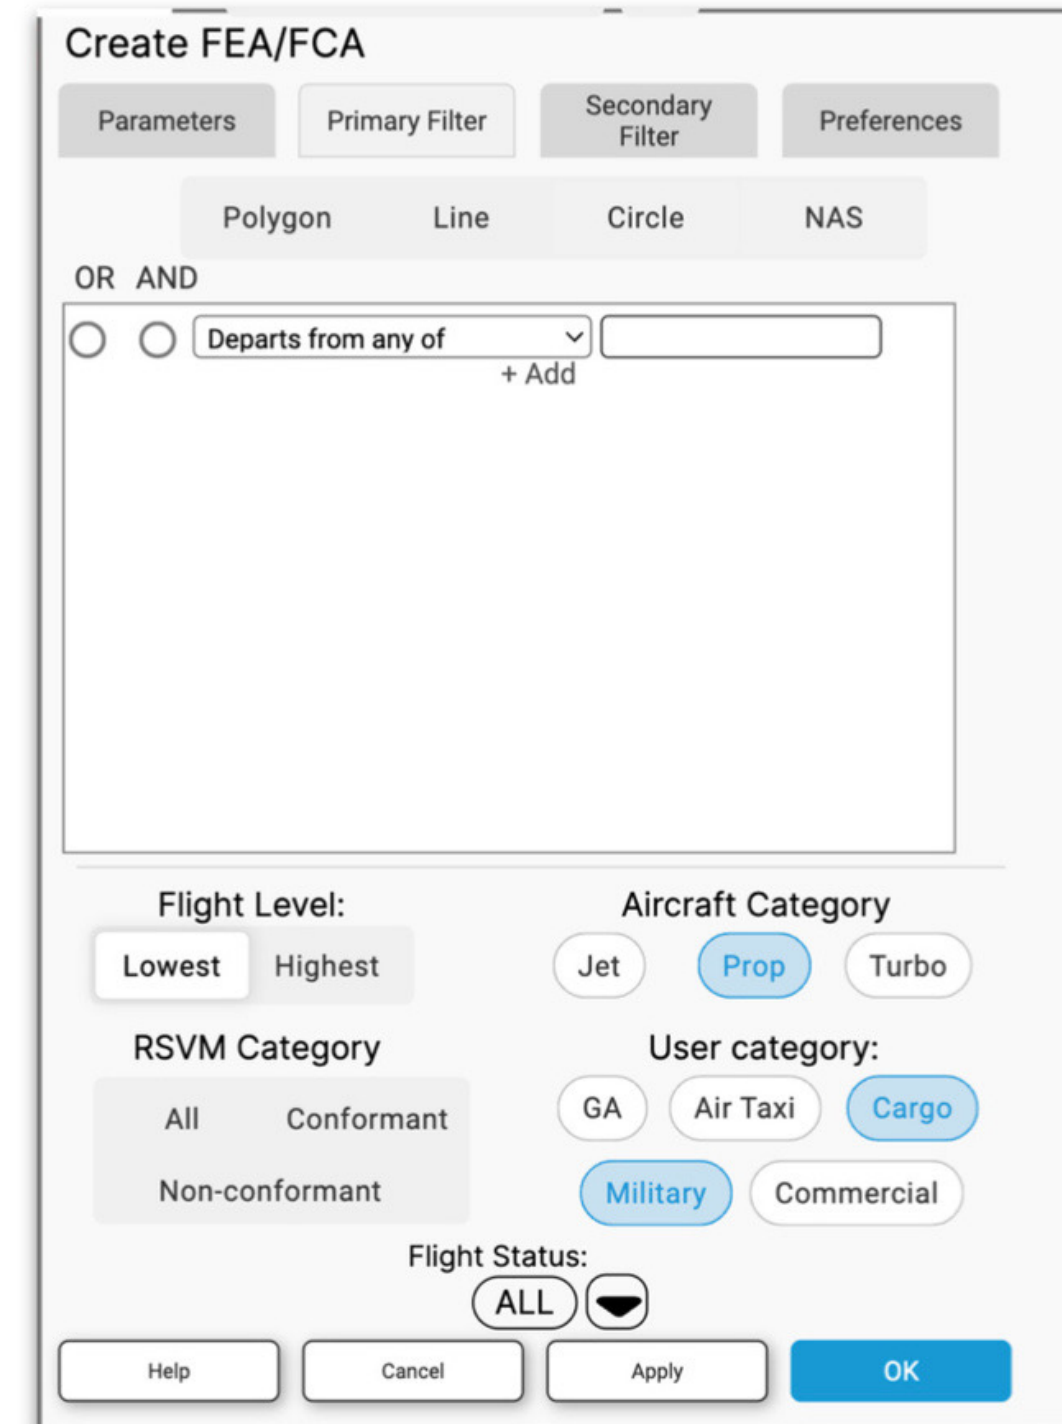 Create FEA/FCA
Parameters
Primary Filter
Secondary
Filter
Preferences
Polygon
Line
Circle
NAS
OR AND
Departs from any of
+ Add
Flight Level:
Aircraft Category
Lowest
Highest
Jet
Prop
Turbo
RSVM Category
User category:
All
Conformant
GA
Air Taxi
Cargo
Non-conformant
Military
Commercial
Flight Status:
ALL
Help
Cancel
Apply
OK